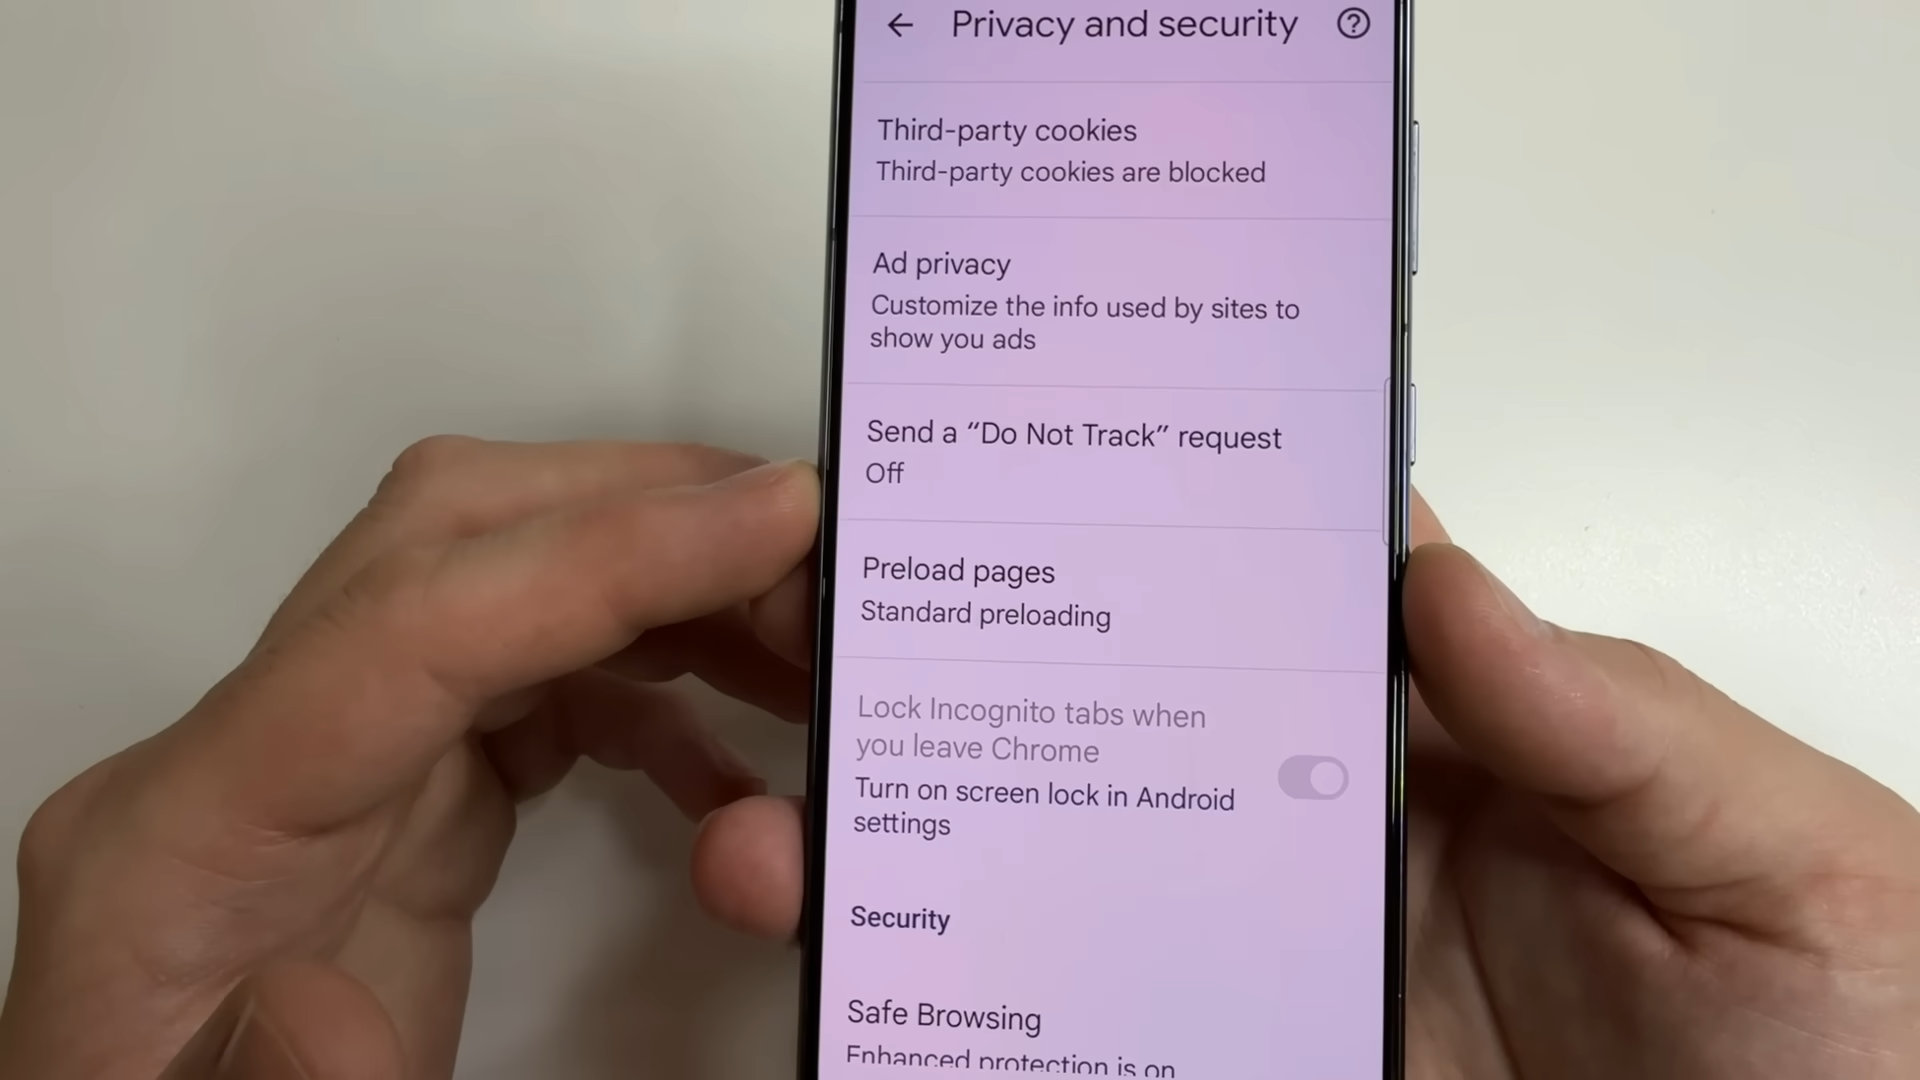 Privacy and security
Third-party cookies
Third-party cookies are blocked
Ad privacy
Customize the info used by sites to
show you ads
Send a “Do Not Track” request
Off
Preload pages
Standard preloading
Lock Incognito tabs when
you leave Chrome
Turn on screen lock in Android
settings
Security
Safe Browsing
Enhanced protection is on